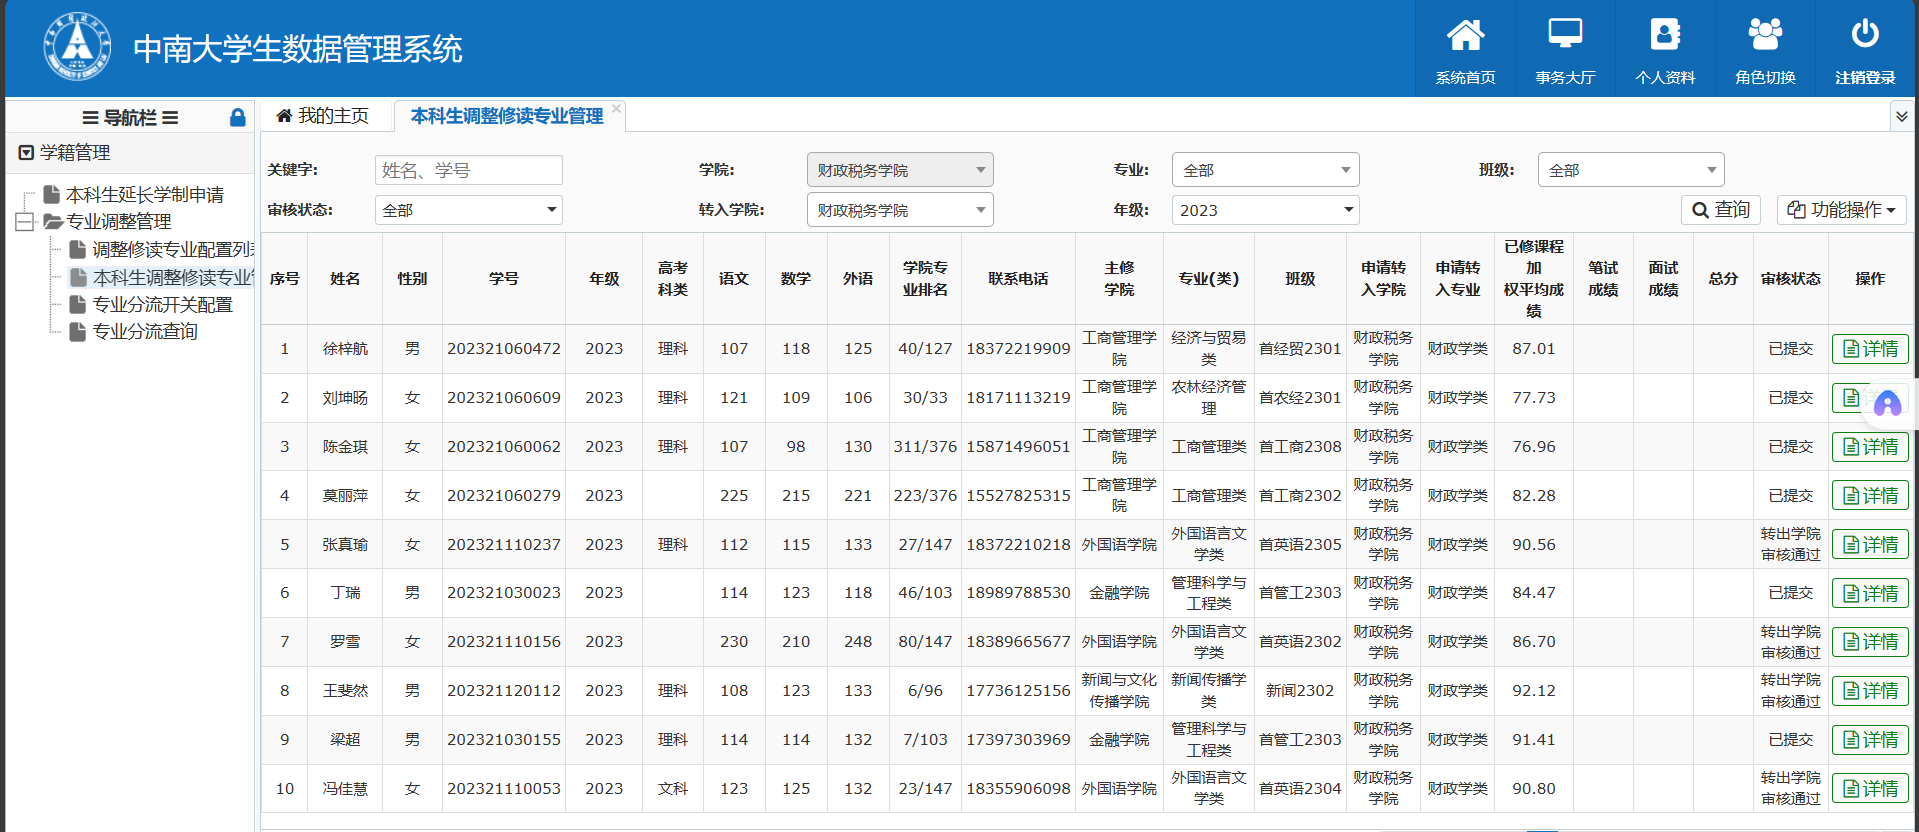 中南大学生数据管理系统
系统首页 事务大厅 个人资料 角色切换 注销登录
导航栏
我的主页 本科生调整修读专业管理
学籍管理
本科生延长学制申请
专业调整管理
调整修读专业配置列表
本科生调整修读专业管
专业分流开关配置
专业分流查询
关键字: 姓名、学号 学院: 财政税务学院 专业: 全部 班级: 全部
审核状态: 全部 转入学院: 财政税务学院 年级: 2023 查询 功能操作
序号 姓名 性别 学号 年级 高考科类 语文 数学 外语 学院专业排名 联系电话 主修学院 专业(类) 班级 申请转入学院 申请转入专业 已修课程加权平均成绩 笔试成绩 面试成绩 总分 审核状态 操作
1 徐梓航 男 202321060472 2023 理科 107 118 125 40/127 18372219909 工商管理学院 经济与贸易类 首经贸2301 财政税务学院 财政学类 87.01 已提交 详情
2 刘坤旸 女 202321060609 2023 理科 121 109 106 30/33 18171113219 工商管理学院 农林经济管理 首农经2301 财政税务学院 财政学类 77.73 已提交
3 陈金琪 女 202321060062 2023 理科 107 98 130 311/376 15871496051 工商管理学院 工商管理类 首工商2308 财政税务学院 财政学类 76.96 已提交 详情
4 莫丽萍 女 202321060279 2023 225 215 221 223/376 15527825315 工商管理学院 工商管理类 首工商2302 财政税务学院 财政学类 82.28 已提交 详情
5 张真瑜 女 202321110237 2023 理科 112 115 133 27/147 18372210218 外国语学院 外国语言文学类 首英语2305 财政税务学院 财政学类 90.56 转出学院审核通过 详情
6 丁瑞 男 202321030023 2023 114 123 118 46/103 18989788530 金融学院 管理科学与工程类 首管工2303 财政税务学院 财政学类 84.47 已提交 详情
7 罗雪 女 202321110156 2023 230 210 248 80/147 18389665677 外国语学院 外国语言文学类 首英语2302 财政税务学院 财政学类 86.70 转出学院审核通过 详情
8 王斐然 男 202321120112 2023 理科 108 123 133 6/96 17736125156 新闻与文化传播学院 新闻传播学类 新闻2302 财政税务学院 财政学类 92.12 转出学院审核通过 详情
9 梁超 男 202321030155 2023 理科 114 114 132 7/103 17397303969 金融学院 管理科学与工程类 首管工2303 财政税务学院 财政学类 91.41 已提交 详情
10 冯佳慧 女 202321110053 2023 文科 123 125 132 23/147 18355906098 外国语学院 外国语言文学类 首英语2304 财政税务学院 财政学类 90.80 转出学院审核通过 详情